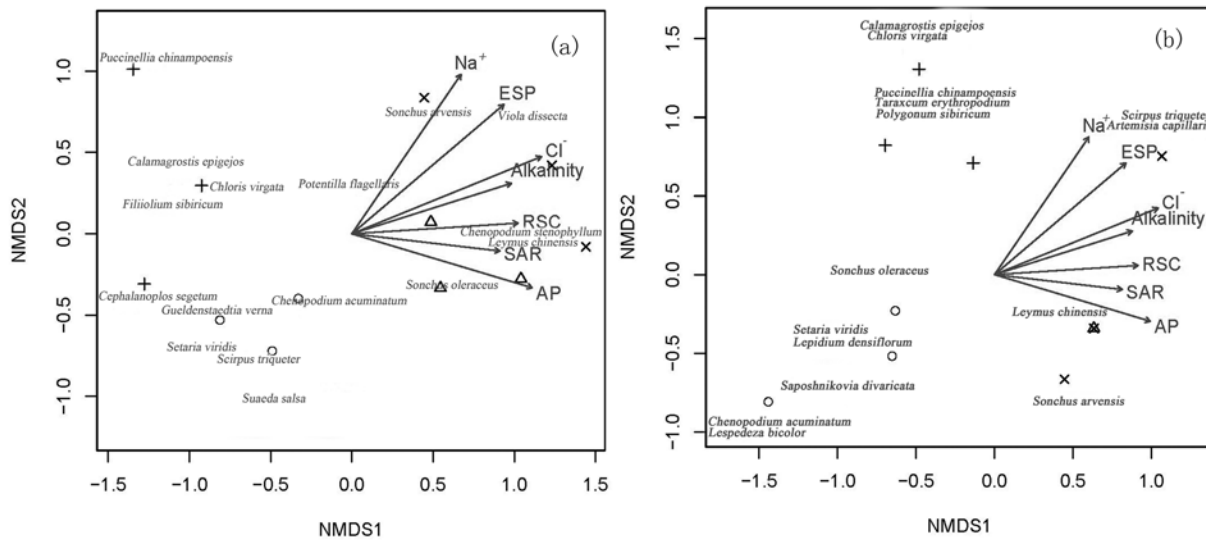 (a)
Puccinellia chinampoensis
Na+
ESP
Sonchus arvensis
Viola dissecta
Cl-
Calamagrostis epigejos
Alkalinity
Potentilla flagellaris
Chloris virgata
Filiiolium sibiricum
RSC
Chenopodium stenophyllum
Leymus chinensis
SAR
Sonchus oleraceus
AP
Cephalanoplos segetum
Chenopodium acuminatum
Gueldenstaedtia verna
Setaria viridis
Scirpus triqueter
Suaeda salsa
NMDS2
1.0
0.5
0.0
−0.5
−1.0
−1.5 −1.0 −0.5 0.0 0.5 1.0 1.5
NMDS1
(b)
Calamagrostis epigejos
Chloris virgata
Puccinellia chinampoensis
Taraxcum erythropodium
Polygonum sibiricum
Scirpus triqueter
Na+
Artemisia capillari
ESP
Cl-
Alkalinity
RSC
Sonchus oleraceus
SAR
Leymus chinensis
AP
Setaria viridis
Lepidium densiflorum
Saposhnikovia divaricata
Sonchus arvensis
Chenopodium acuminatum
Lespedeza bicolor
NMDS2
1.5
1.0
0.5
0.0
−0.5
−1.0
−1.5 −1.0 −0.5 0.0 0.5 1.0
NMDS1